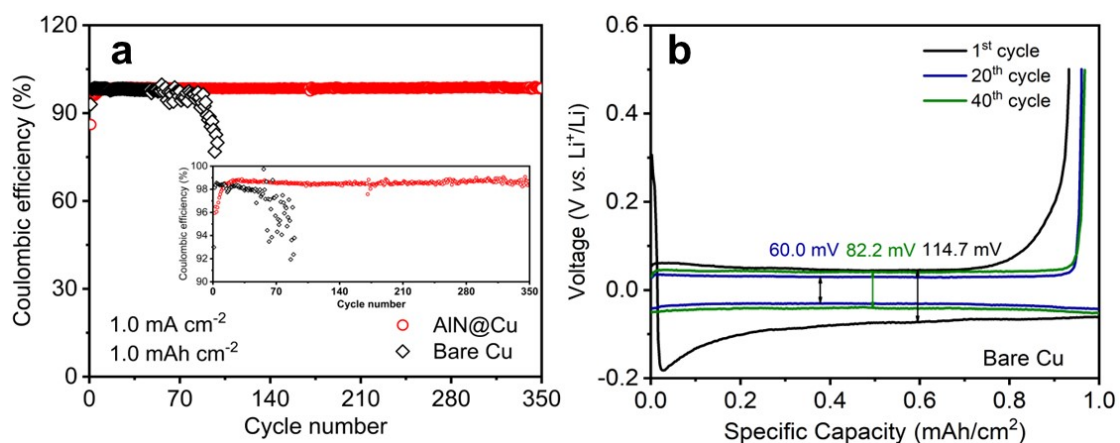 a
Coulombic efficiency (%)
120
90
60
30
0
0 70 140 210 280 350
Cycle number
1.0 mA cm⁻²
1.0 mAh cm⁻²
AlN@Cu
Bare Cu
Coulombic efficiency (%)
100
98
96
94
92
90
0 70 140 210 280 350
Cycle number
b
Voltage (V vs. Li⁺/Li)
0.6
0.4
0.2
0.0
-0.2
0.0 0.2 0.4 0.6 0.8 1.0
Specific Capacity (mAh/cm²)
1st cycle
20th cycle
40th cycle
60.0 mV 82.2 mV 114.7 mV
Bare Cu